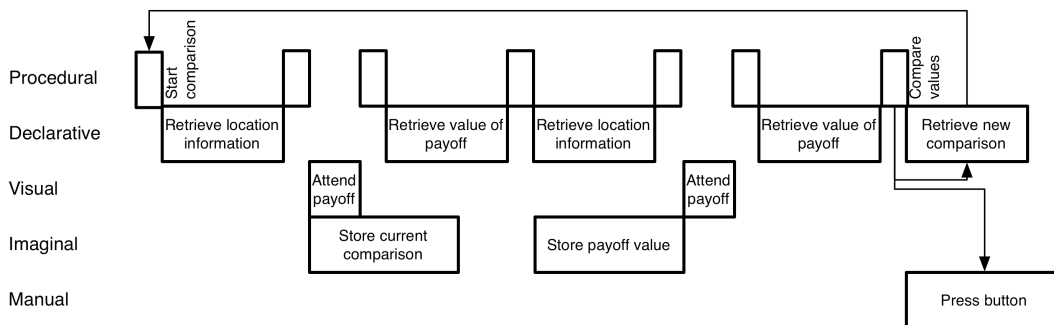 Procedural
Start
comparison
Compare
values
Declarative
Retrieve location
information
Retrieve value of
payoff
Retrieve location
information
Retrieve value of
payoff
Retrieve new
comparison
Visual
Attend
payoff
Attend
payoff
Imaginal
Store current
comparison
Store payoff value
Manual
Press button